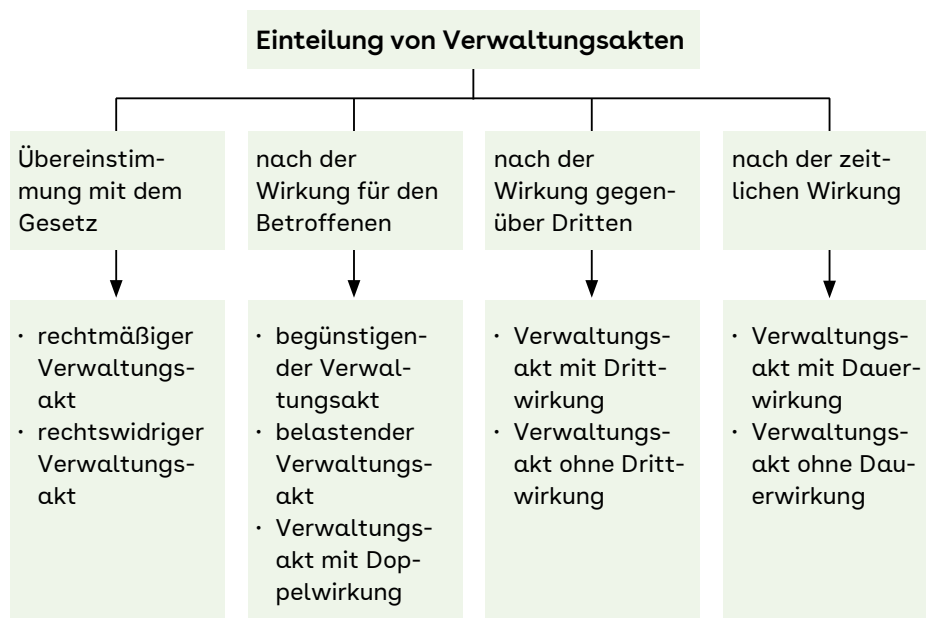 Einteilung von Verwaltungsakten
Übereinstim-
mung mit dem
Gesetz
nach der
Wirkung für den
Betroffenen
nach der
Wirkung gegen-
über Dritten
nach der zeit-
lichen Wirkung
· rechtmäßiger
Verwaltungs-
akt
· rechtswidriger
Verwaltungs-
akt
· begünstigen-
der Verwal-
tungsakt
· belastender
Verwaltungs-
akt
· Verwaltungs-
akt mit Dop-
pelwirkung
· Verwaltungs-
akt mit Dritt-
wirkung
· Verwaltungs-
akt ohne Dritt-
wirkung
· Verwaltungs-
akt mit Dauer-
wirkung
· Verwaltungs-
akt ohne Dau-
erwirkung